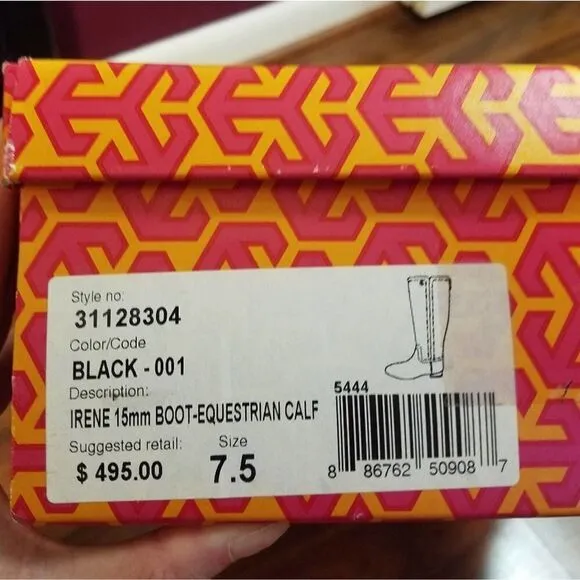 Style no:
31128304
Color/Code
BLACK - 001
Description:
IRENE 15mm BOOT-EQUESTRIAN CALF
Suggested retail: Size
$ 495.00 7.5
5444
8 86762 50908 7